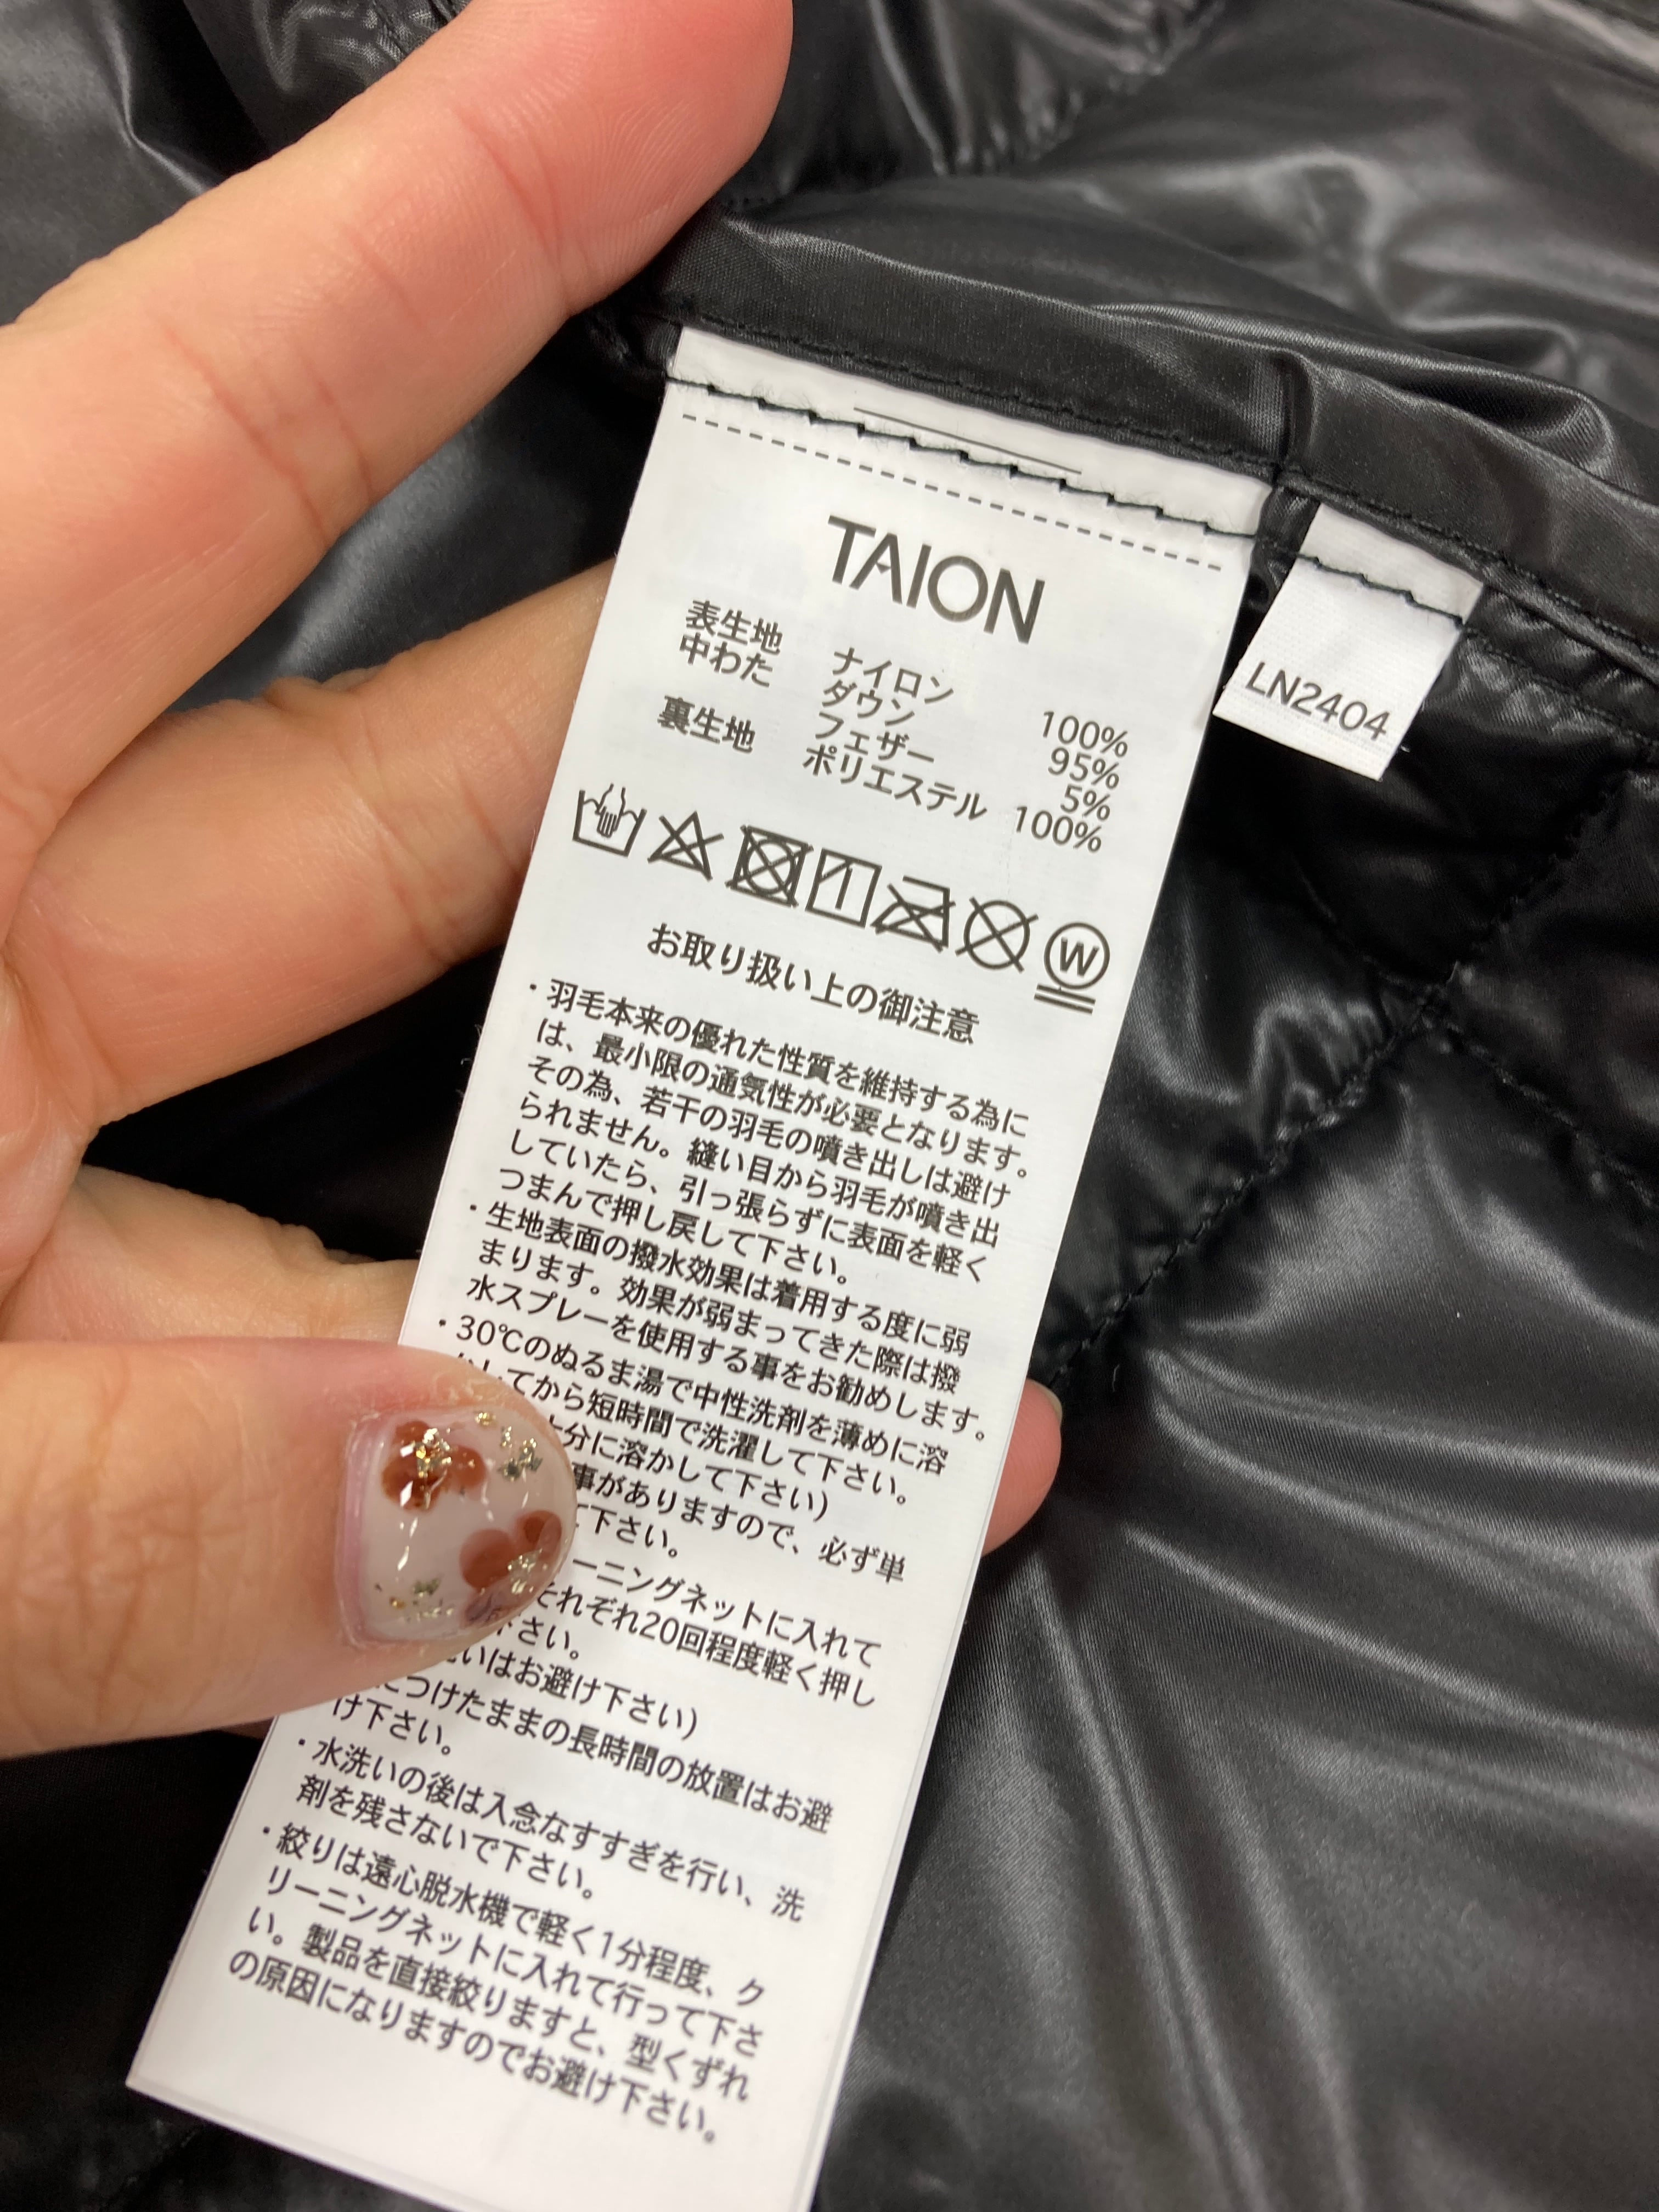 TAION
表生地 ナイロン 100%
中わた ダウン 95%
フェザー 5%
裏生地 ポリエステル 100%
W
お取り扱い上の御注意
・羽毛本来の優れた性質を維持する為に
は、最小限の通気性が必要となります。
その為、若干の羽毛の噴き出しは避け
られません。縫い目から羽毛が噴き出
していたら、引っ張らずに表面を軽く
つまんで押し戻して下さい。
・生地表面の撥水効果は着用する度に弱
まります。効果が弱まってきた際は撥
水スプレーを使用する事をお勧めします。
・30℃のぬるま湯で中性洗剤を薄めに溶
てから短時間で洗濯して下さい。
分に溶かして下さい)
事がありますので、必ず単
下さい。
ーニングネットに入れて
それぞれ20回程度軽く押し
下さい。
いはお避け下さい)
につけたままの長時間の放置はお避
け下さい。
・水洗いの後は入念なすすぎを行い、洗
剤を残さないで下さい。
・絞りは遠心脱水機で軽く1分程度、ク
リーニングネットに入れて行って下さ
い。製品を直接絞りますと、型くずれ
の原因になりますのでお避け下さい。
LN2404